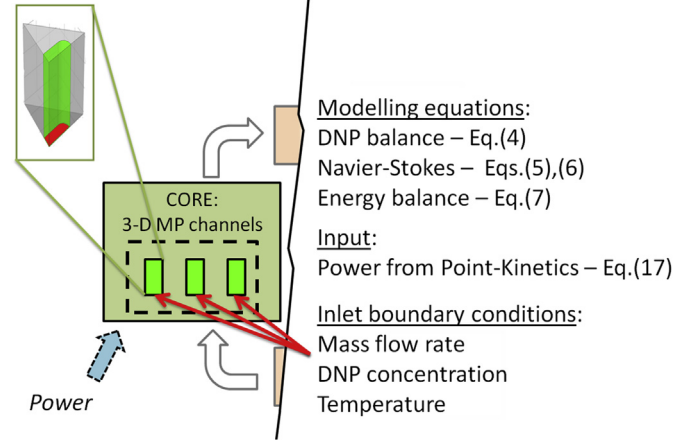 CORE:
3-D MP channels
Power
Modelling equations:
DNP balance – Eq.(4)
Navier-Stokes – Eqs.(5),(6)
Energy balance – Eq.(7)
Input:
Power from Point-Kinetics – Eq.(17)
Inlet boundary conditions:
Mass flow rate
DNP concentration
Temperature